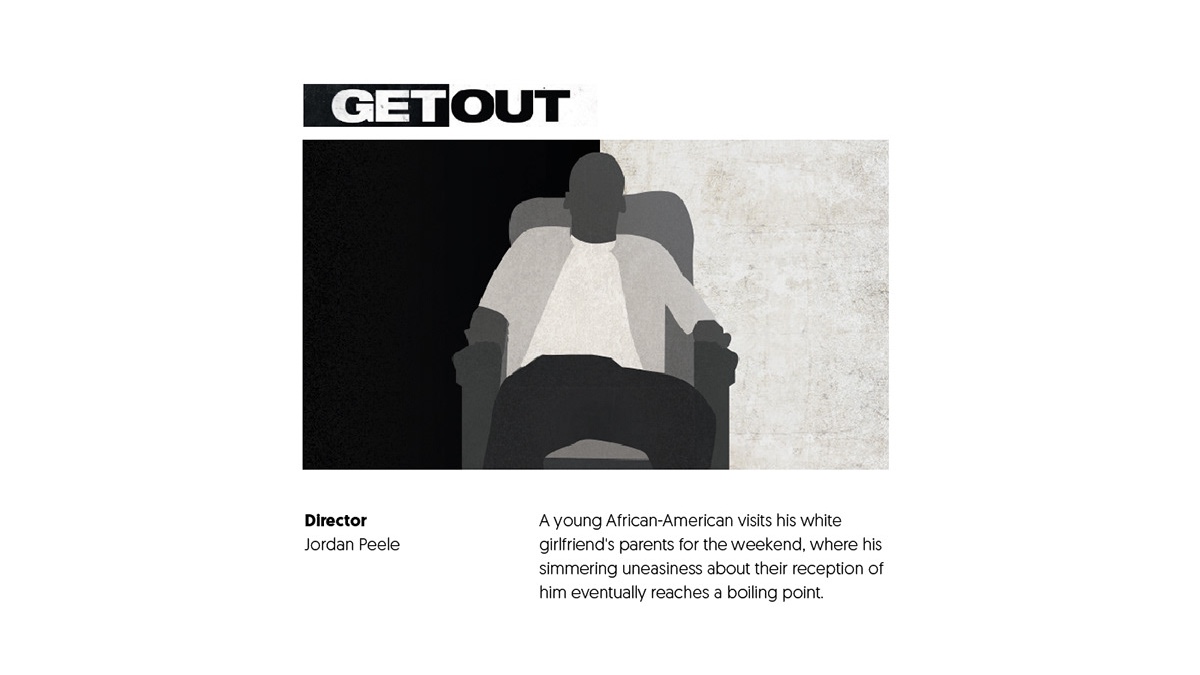 GETOUT
Director
Jordan Peele
A young African-American visits his white
girlfriend's parents for the weekend, where his
simmering uneasiness about their reception of
him eventually reaches a boiling point.